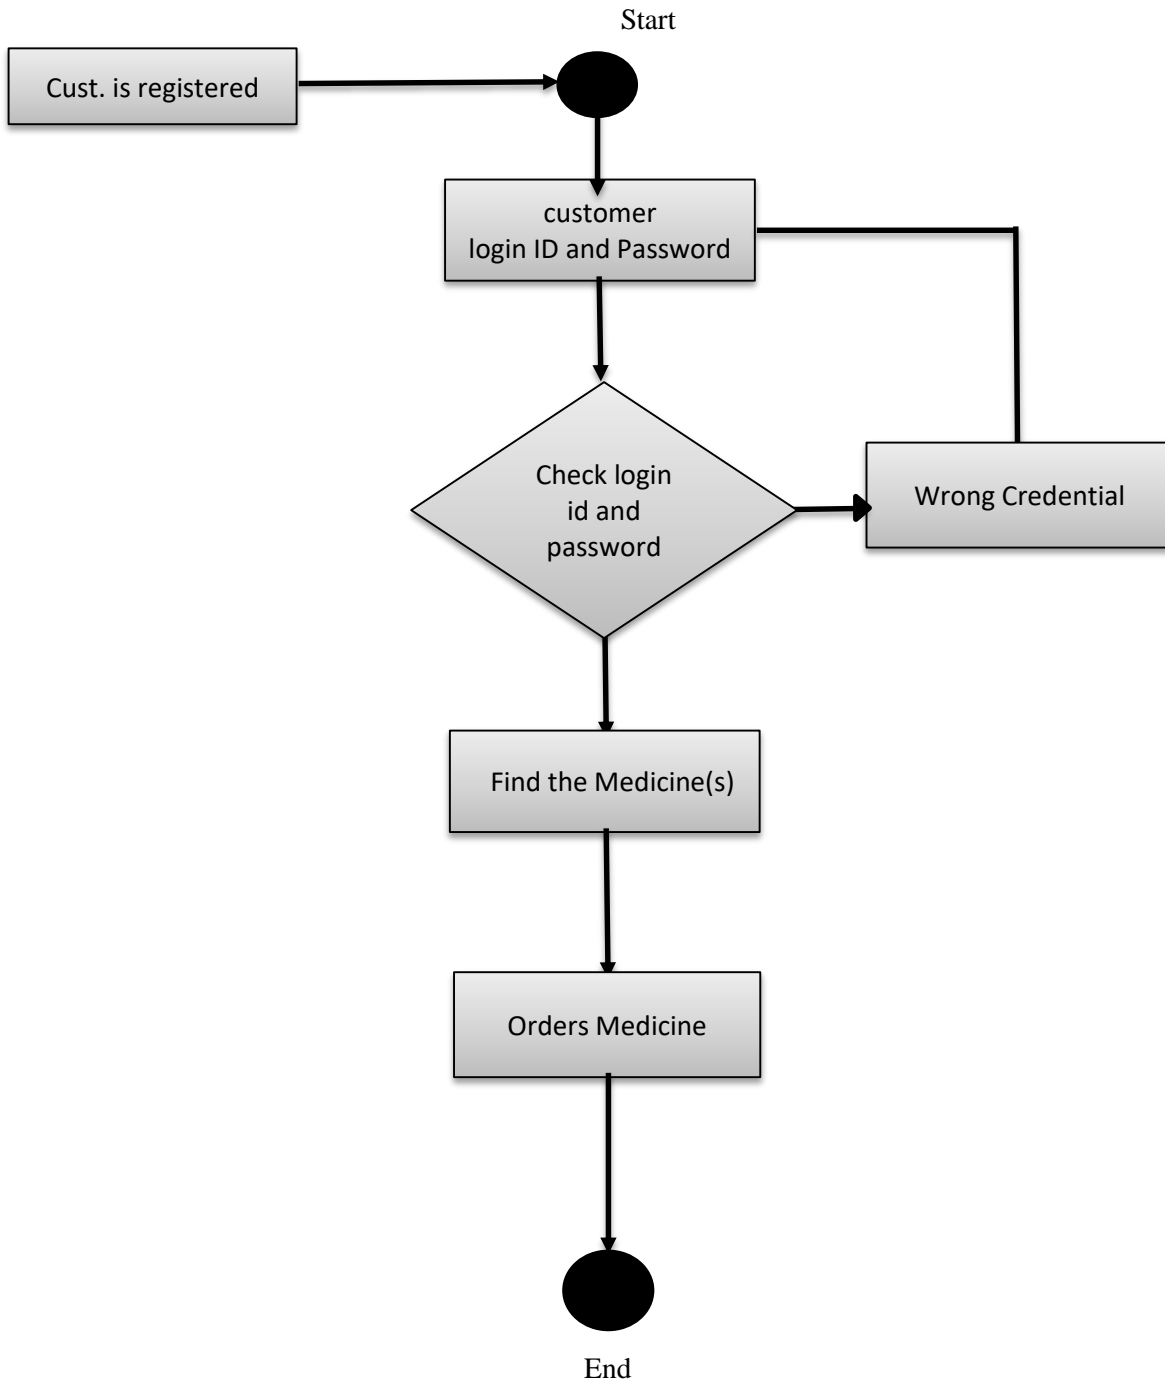 Start
Cust. is registered
customer
login ID and Password
Check login
id and
password
Wrong Credential
Find the Medicine(s)
Orders Medicine
End